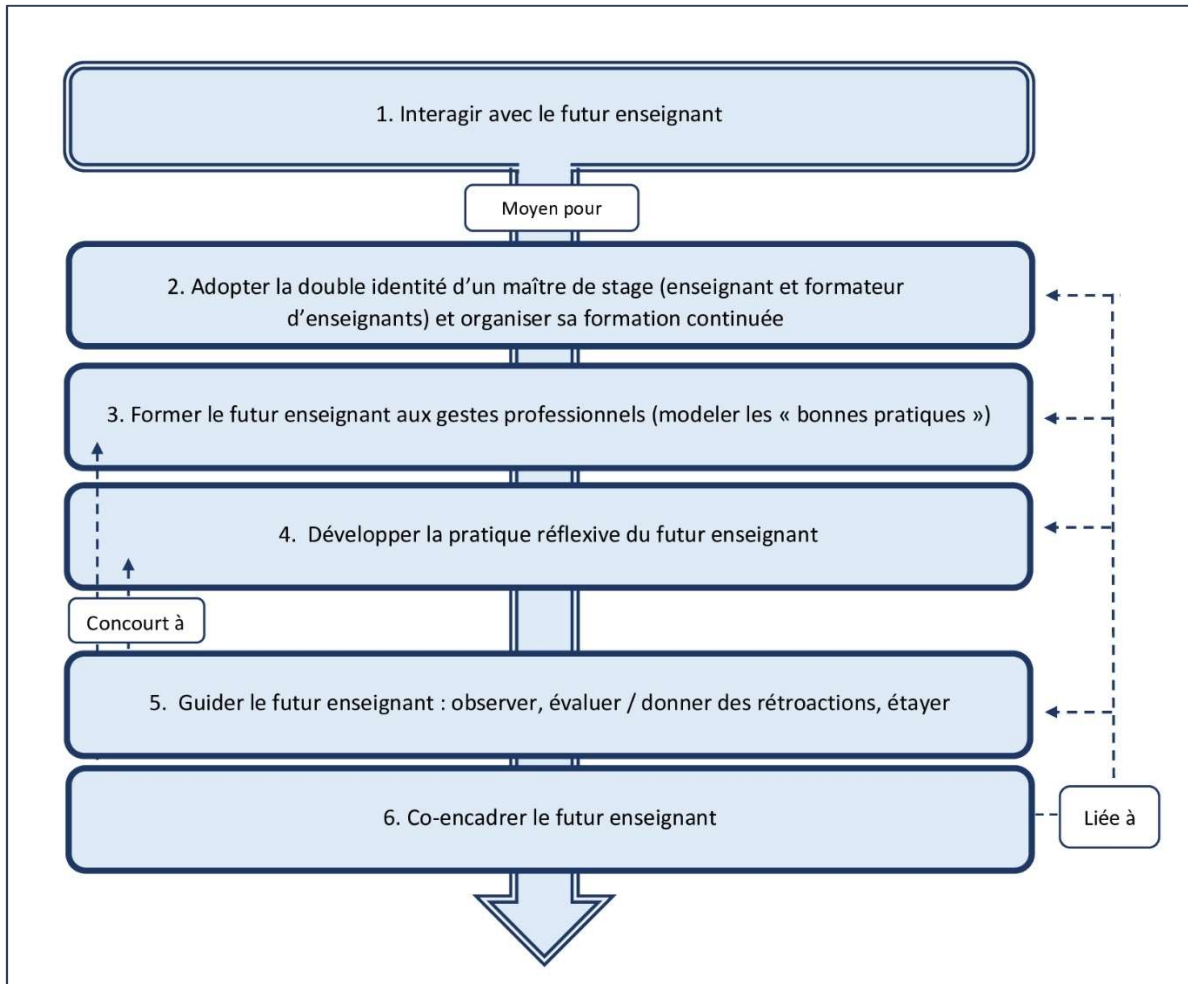 1. Interagir avec le futur enseignant
Moyen pour
2. Adopter la double identité d’un maître de stage (enseignant et formateur
d’enseignants) et organiser sa formation continuée
3. Former le futur enseignant aux gestes professionnels (modeler les « bonnes pratiques »)
4. Développer la pratique réflexive du futur enseignant
Concourt à
5. Guider le futur enseignant : observer, évaluer / donner des rétroactions, étayer
6. Co-encadrer le futur enseignant
Liée à